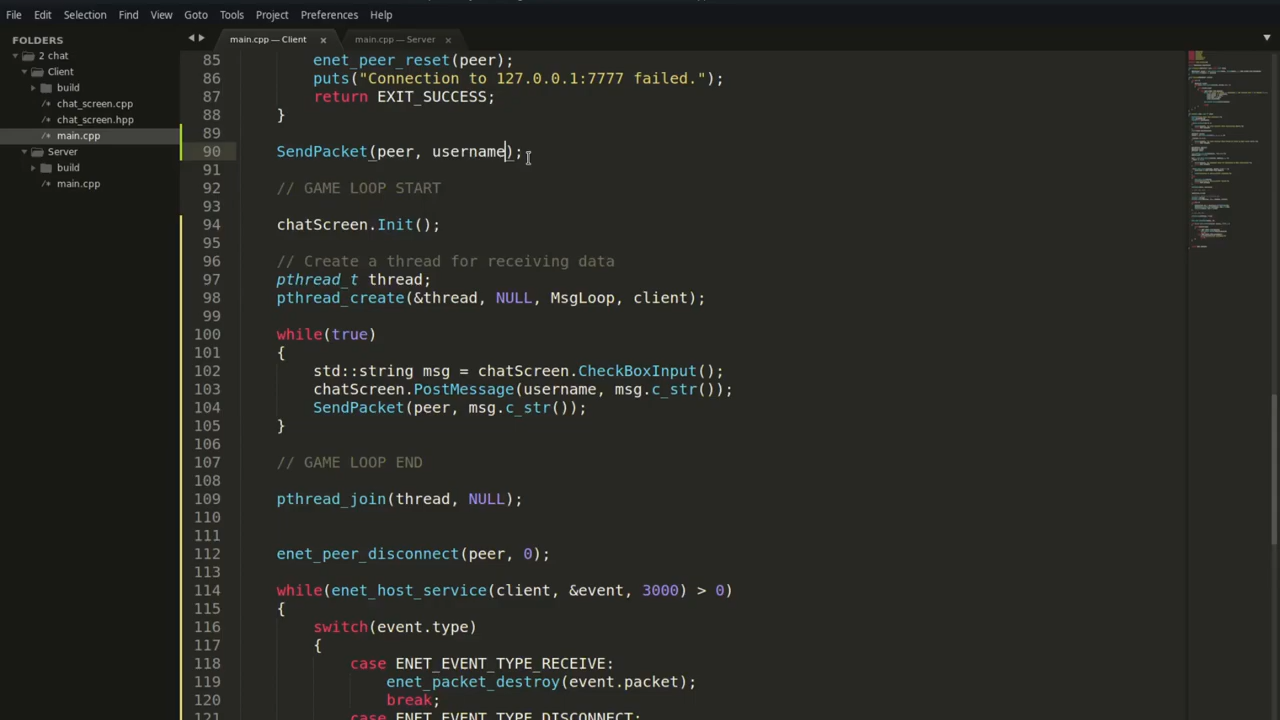 File Edit Selection Find View Goto Tools Project Preferences Help
FOLDERS
2 chat
Client
build
chat_screen.cpp
chat_screen.hpp
main.cpp
Server
build
main.cpp
main.cpp — Client
main.cpp — Server
85 enet_peer_reset(peer);
86 puts("Connection to 127.0.0.1:7777 failed.");
87 return EXIT_SUCCESS;
88 }
89
90 SendPacket(peer, username);
91
92 // GAME LOOP START
93
94 chatScreen.Init();
95
96 // Create a thread for receiving data
97 pthread_t thread;
98 pthread_create(&thread, NULL, MsgLoop, client);
99
100 while(true)
101 {
102 std::string msg = chatScreen.CheckBoxInput();
103 chatScreen.PostMessage(username, msg.c_str());
104 SendPacket(peer, msg.c_str());
105 }
106
107 // GAME LOOP END
108
109 pthread_join(thread, NULL);
110
111
112 enet_peer_disconnect(peer, 0);
113
114 while(enet_host_service(client, &event, 3000) > 0)
115 {
116 switch(event.type)
117 {
118 case ENET_EVENT_TYPE_RECEIVE:
119 enet_packet_destroy(event.packet);
120 break;
121 case ENET_EVENT_TYPE_DISCONNECT: